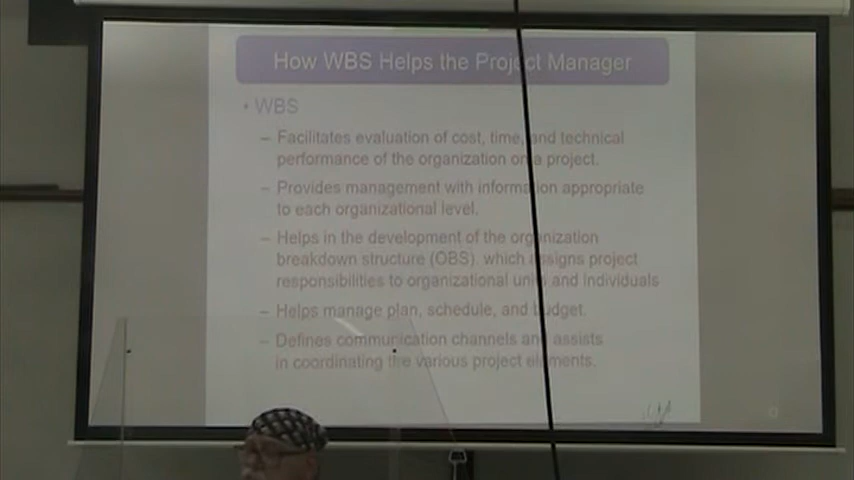 How WBS Helps the Project Manager
• WBS
– Facilitates evaluation of cost, time, and technical
performance of the organization on a project.
– Provides management with information appropriate
to each organizational level.
– Helps in the development of the organization
breakdown structure (OBS). which assigns project
responsibilities to organizational units and individuals
– Helps manage plan, schedule, and budget.
– Defines communication channels and assists
in coordinating the various project elements.